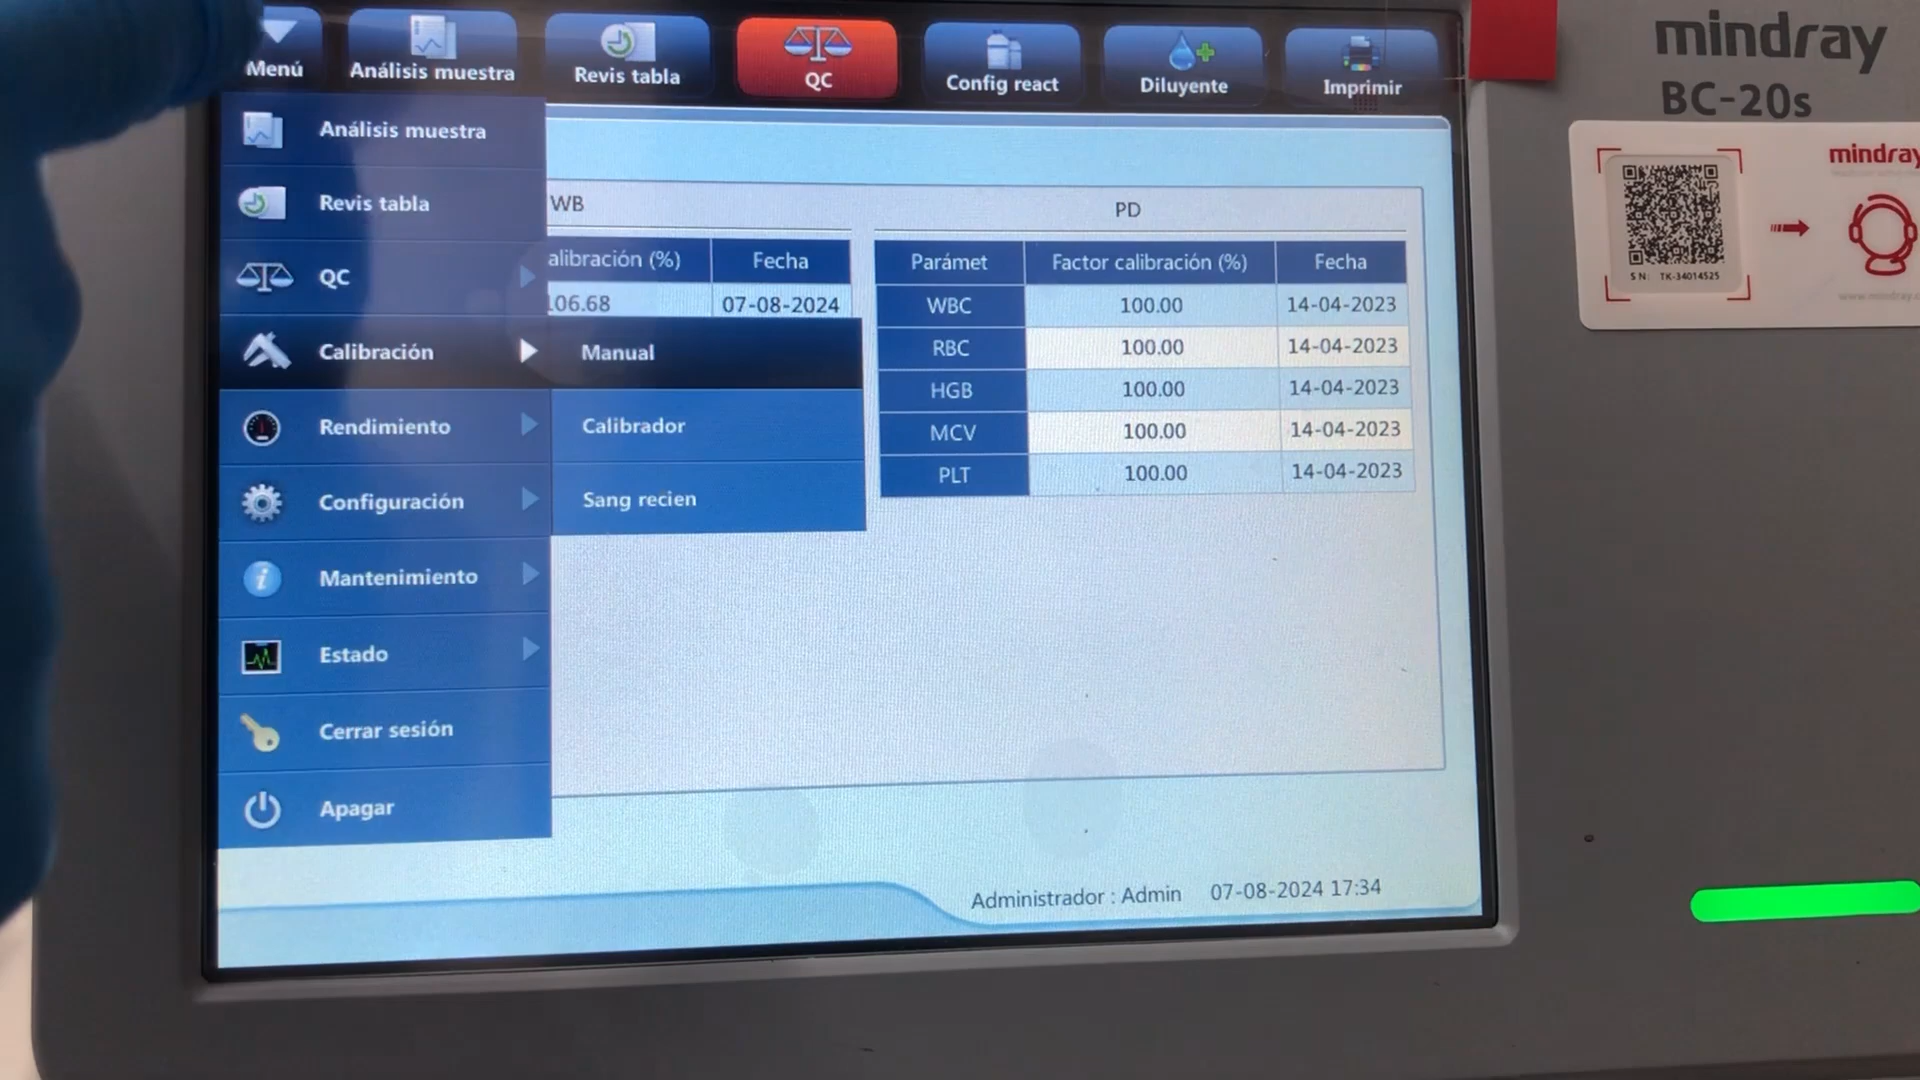 mindray
BC-20s
Menú
Análisis muestra
Revis tabla
QC
Config react
Diluyente
Imprimir
Análisis muestra
Revis tabla
QC
Calibración
Rendimiento
Configuración
Mantenimiento
Estado
Cerrar sesión
Apagar
Manual
Calibrador
Sang recien
WB
alibración (%) Fecha
106.68 07-08-2024
PD
Parámet Factor calibración (%) Fecha
WBC 100.00 14-04-2023
RBC 100.00 14-04-2023
HGB 100.00 14-04-2023
MCV 100.00 14-04-2023
PLT 100.00 14-04-2023
Administrador : Admin 07-08-2024 17:34
mindray
SN: TK-34014525